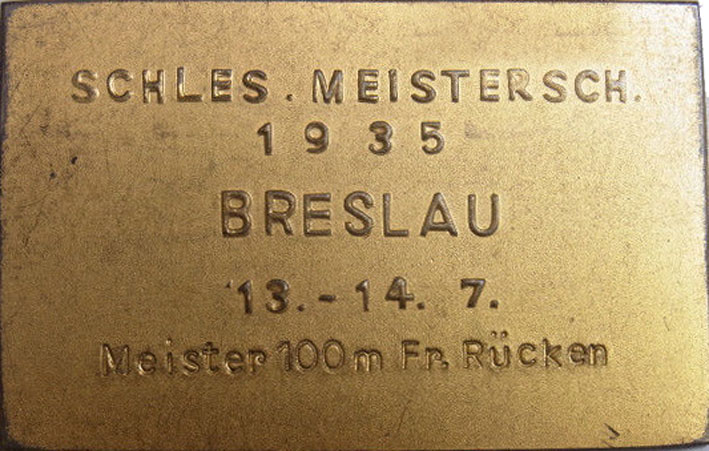 SCHLES. MEISTERSCH.
1935
BRESLAU
13.-14. 7.
Meister 100m Fr. Rücken